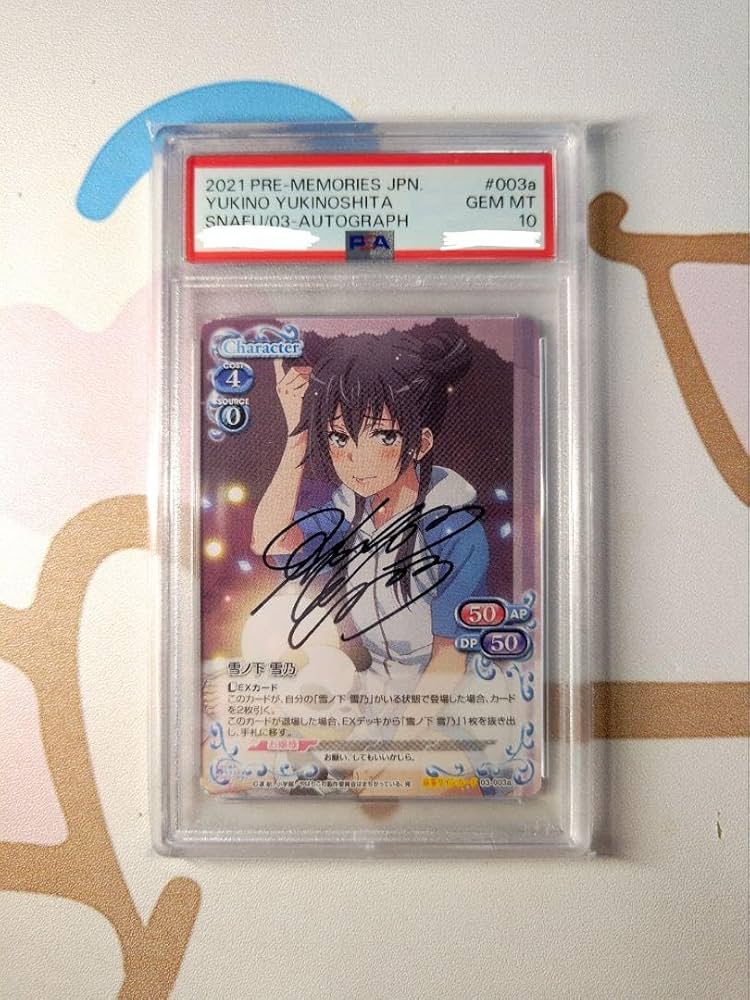 2021 PRE-MEMORIES JPN. #003a
YUKINO YUKINOSHITA GEM MT
SNAFU/03-AUTOGRAPH 10
PSA
Character
COST
4
SOURCE
0
50 AP
DP 50
雪ノ下 雪乃
EXカード
このカードが、自分の「雪ノ下 雪乃」がいる状態で登場した場合、カード
を2枚引く。
このカードが退場した場合、EXデッキから「雪ノ下 雪乃」1枚を抜き出
し、手札に移す。
お嬢様
お願い、してもいいかしら。
03-003a